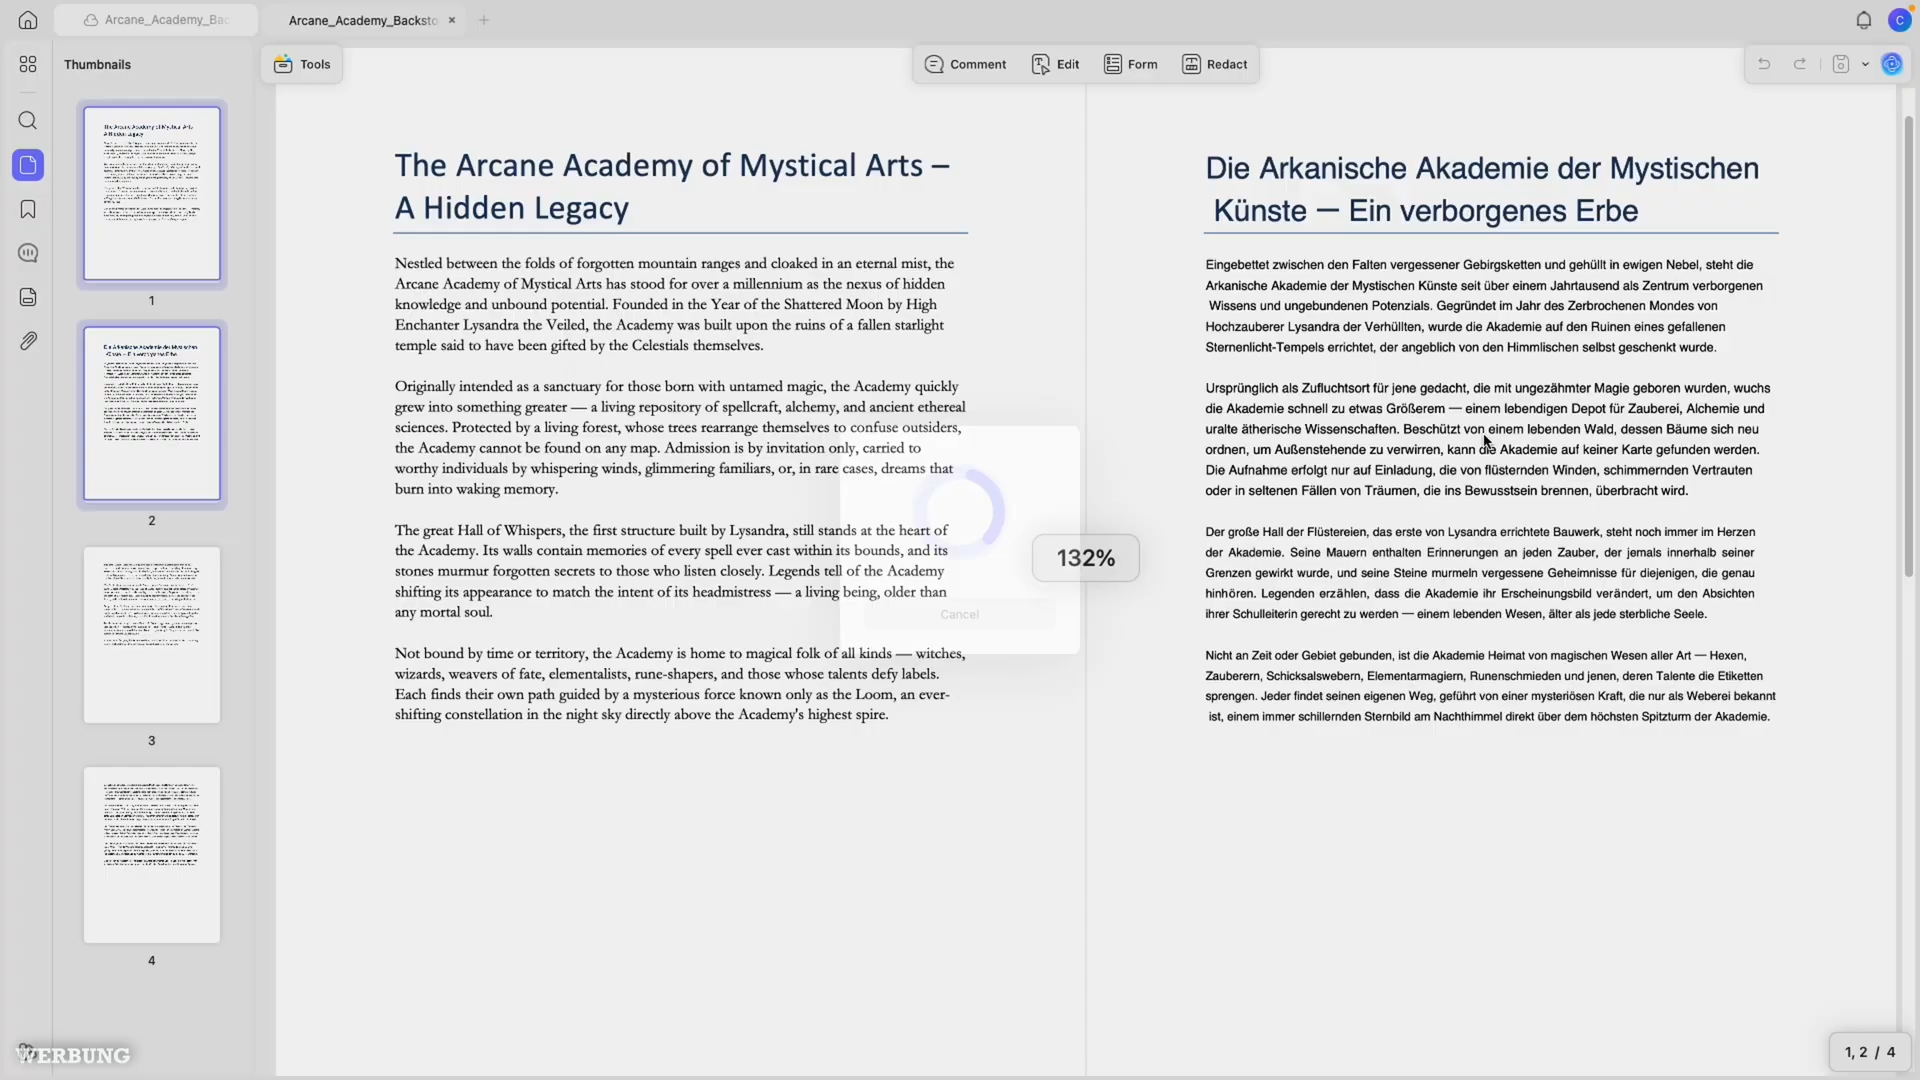 Arcane_Academy_Bac
Arcane_Academy_Backsto
C
Thumbnails
Tools
Comment
Edit
Form
Redact
1
2
3
4
The Arcane Academy of Mystical Arts –
A Hidden Legacy
Nestled between the folds of forgotten mountain ranges and cloaked in an eternal mist, the
Arcane Academy of Mystical Arts has stood for over a millennium as the nexus of hidden
knowledge and unbound potential. Founded in the Year of the Shattered Moon by High
Enchanter Lysandra the Veiled, the Academy was built upon the ruins of a fallen starlight
temple said to have been gifted by the Celestials themselves.
Originally intended as a sanctuary for those born with untamed magic, the Academy quickly
grew into something greater — a living repository of spellcraft, alchemy, and ancient ethereal
sciences. Protected by a living forest, whose trees rearrange themselves to confuse outsiders,
the Academy cannot be found on any map. Admission is by invitation only, carried to
worthy individuals by whispering winds, glimmering familiars, or, in rare cases, dreams that
burn into waking memory.
The great Hall of Whispers, the first structure built by Lysandra, still stands at the heart of
the Academy. Its walls contain memories of every spell ever cast within its bounds, and its
stones murmur forgotten secrets to those who listen closely. Legends tell of the Academy
shifting its appearance to match the intent of its headmistress — a living being, older than
any mortal soul.
Not bound by time or territory, the Academy is home to magical folk of all kinds — witches,
wizards, weavers of fate, elementalists, rune-shapers, and those whose talents defy labels.
Each finds their own path guided by a mysterious force known only as the Loom, an ever-
shifting constellation in the night sky directly above the Academy's highest spire.
Cancel
132%
Die Arkanische Akademie der Mystischen
Künste – Ein verborgenes Erbe
Eingebettet zwischen den Falten vergessener Gebirgsketten und gehüllt in ewigen Nebel, steht die
Arkanische Akademie der Mystischen Künste seit über einem Jahrtausend als Zentrum verborgenen
Wissens und ungebundenen Potenzials. Gegründet im Jahr des Zerbrochenen Mondes von
Hochzauberer Lysandra der Verhüllten, wurde die Akademie auf den Ruinen eines gefallenen
Sternenlicht-Tempels errichtet, der angeblich von den Himmlischen selbst geschenkt wurde.
Ursprünglich als Zufluchtsort für jene gedacht, die mit ungezähmter Magie geboren wurden, wuchs
die Akademie schnell zu etwas Größerem — einem lebendigen Depot für Zauberei, Alchemie und
uralte ätherische Wissenschaften. Beschützt von einem lebenden Wald, dessen Bäume sich neu
ordnen, um Außenstehende zu verwirren, kann die Akademie auf keiner Karte gefunden werden.
Die Aufnahme erfolgt nur auf Einladung, die von flüsternden Winden, schimmernden Vertrauten
oder in seltenen Fällen von Träumen, die ins Bewusstsein brennen, überbracht wird.
Der große Hall der Flüstereien, das erste von Lysandra errichtete Bauwerk, steht noch immer im Herzen
der Akademie. Seine Mauern enthalten Erinnerungen an jeden Zauber, der jemals innerhalb seiner
Grenzen gewirkt wurde, und seine Steine murmeln vergessene Geheimnisse für diejenigen, die genau
hinhören. Legenden erzählen, dass die Akademie ihr Erscheinungsbild verändert, um den Absichten
ihrer Schulleiterin gerecht zu werden — einem lebenden Wesen, älter als jede sterbliche Seele.
Nicht an Zeit oder Gebiet gebunden, ist die Akademie Heimat von magischen Wesen aller Art — Hexen,
Zauberern, Schicksalswebern, Elementarmagiern, Runenschmieden und jenen, deren Talente die Etiketten
sprengen. Jeder findet seinen eigenen Weg, geführt von einer mysteriösen Kraft, die nur als Weberei bekannt
ist, einem immer schillernden Sternbild am Nachthimmel direkt über dem höchsten Spitzturm der Akademie.
WERBUNG
1, 2 / 4